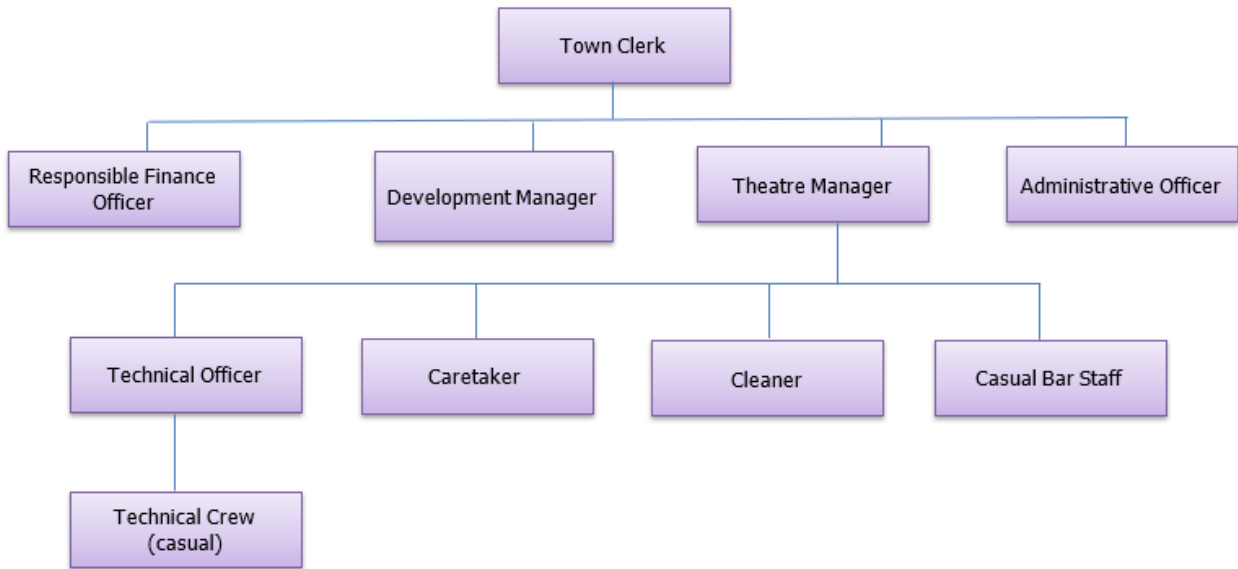 Town Clerk
Responsible Finance
Officer
Development Manager
Theatre Manager
Administrative Officer
Technical Officer
Caretaker
Cleaner
Casual Bar Staff
Technical Crew
(casual)